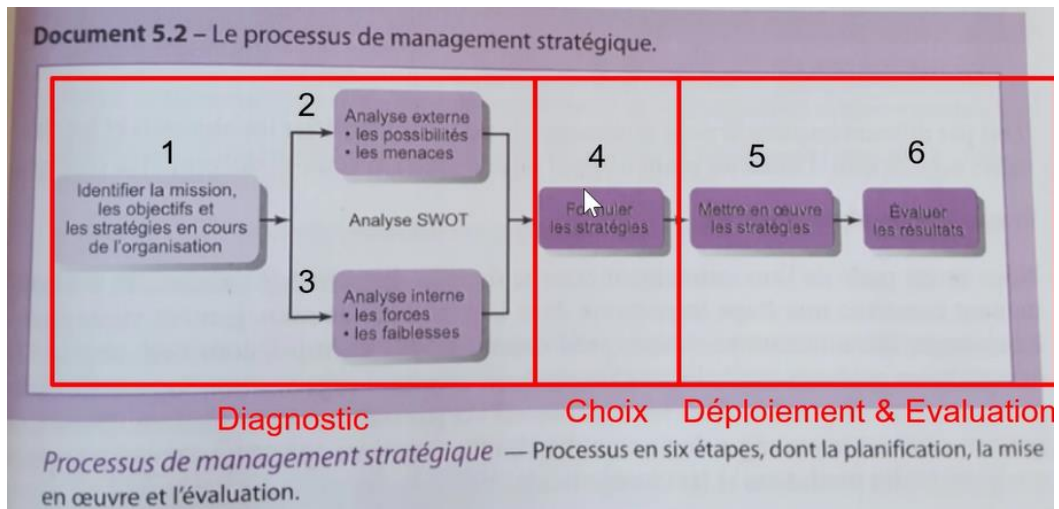 Document 5.2 – Le processus de management stratégique.
1
Identifier la mission,
les objectifs et
les stratégies en cours
de l'organisation
2
Analyse externe
• les possibilités
• les menaces
Analyse SWOT
3
Analyse interne
• les forces
• les faiblesses
4
Formuler
les stratégies
5
Mettre en œuvre
les stratégies
6
Évaluer
les résultats
Diagnostic
Choix
Déploiement & Evaluation
Processus de management stratégique — Processus en six étapes, dont la planification, la mise
en œuvre et l'évaluation.